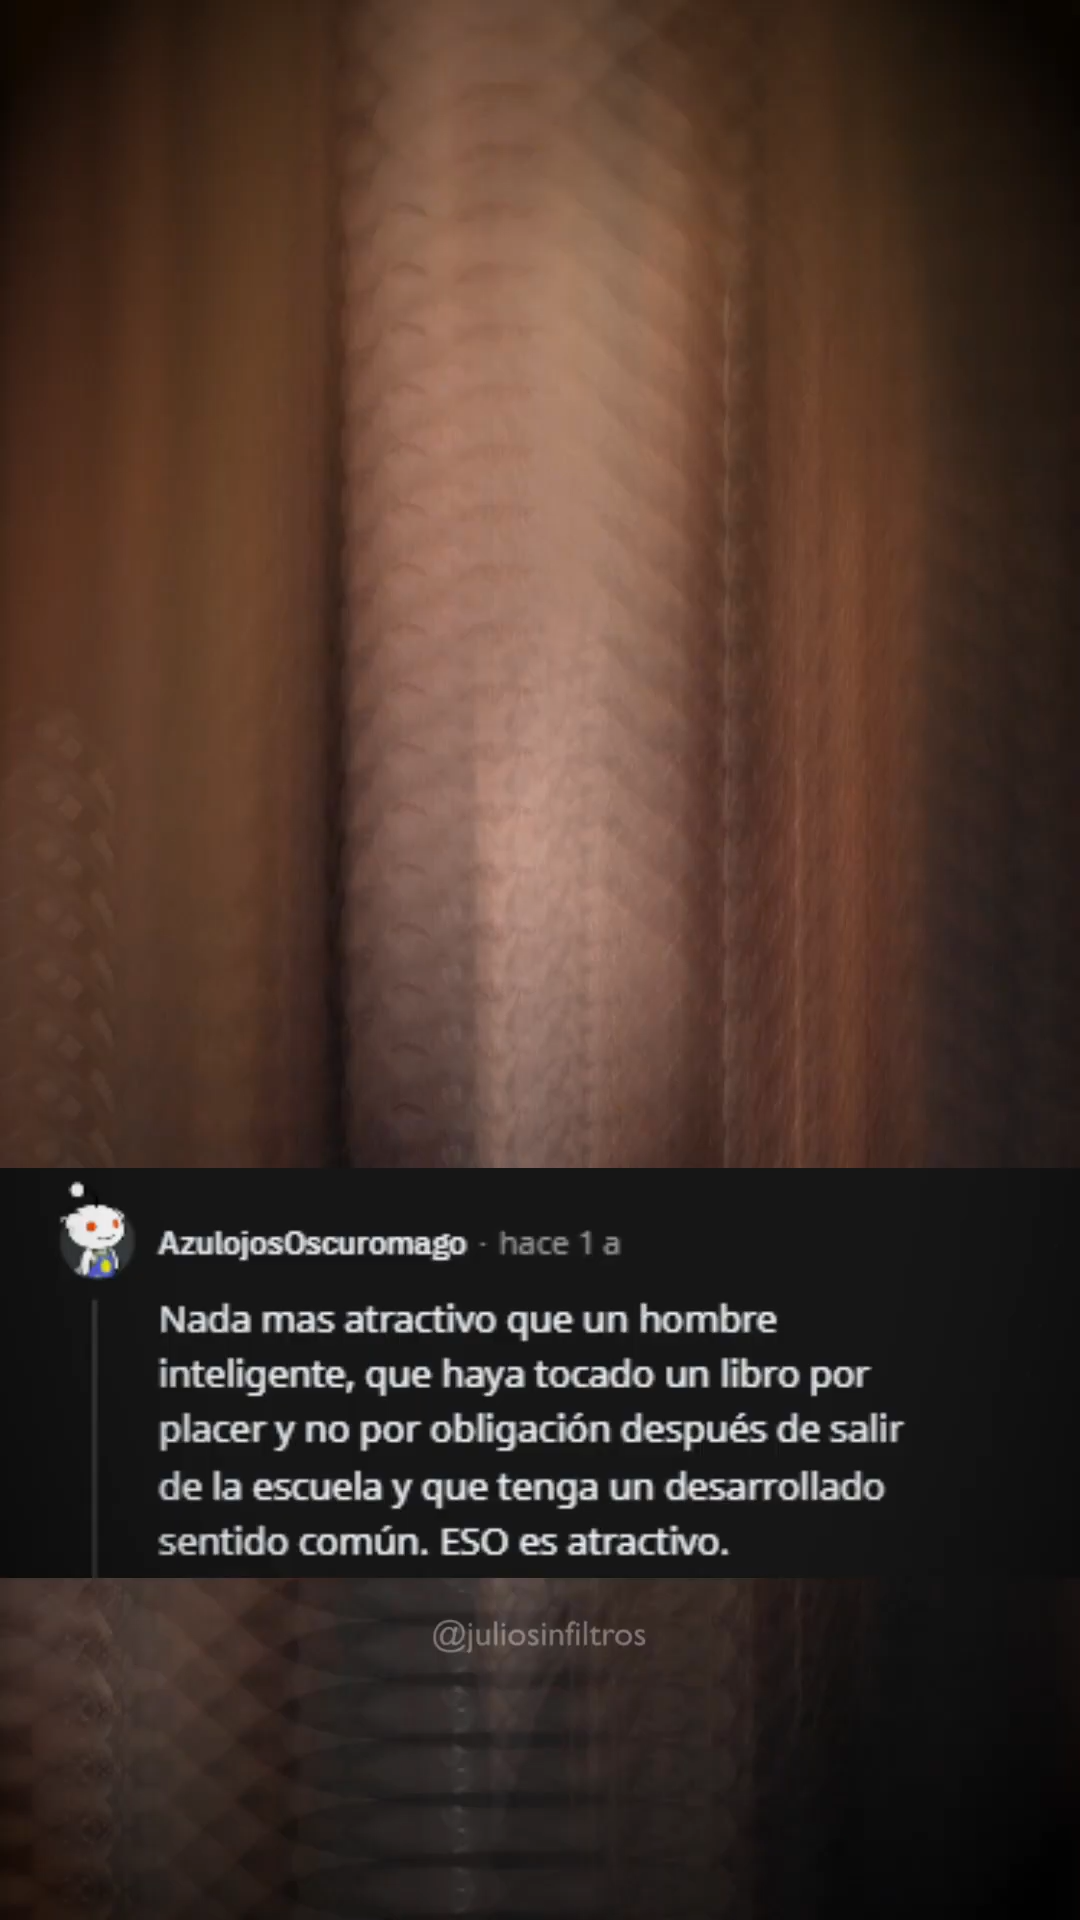 AzulojosOscuromago · hace 1 a
Nada mas atractivo que un hombre
inteligente, que haya tocado un libro por
placer y no por obligación después de salir
de la escuela y que tenga un desarrollado
sentido común. ESO es atractivo.
@juliosinfiltros